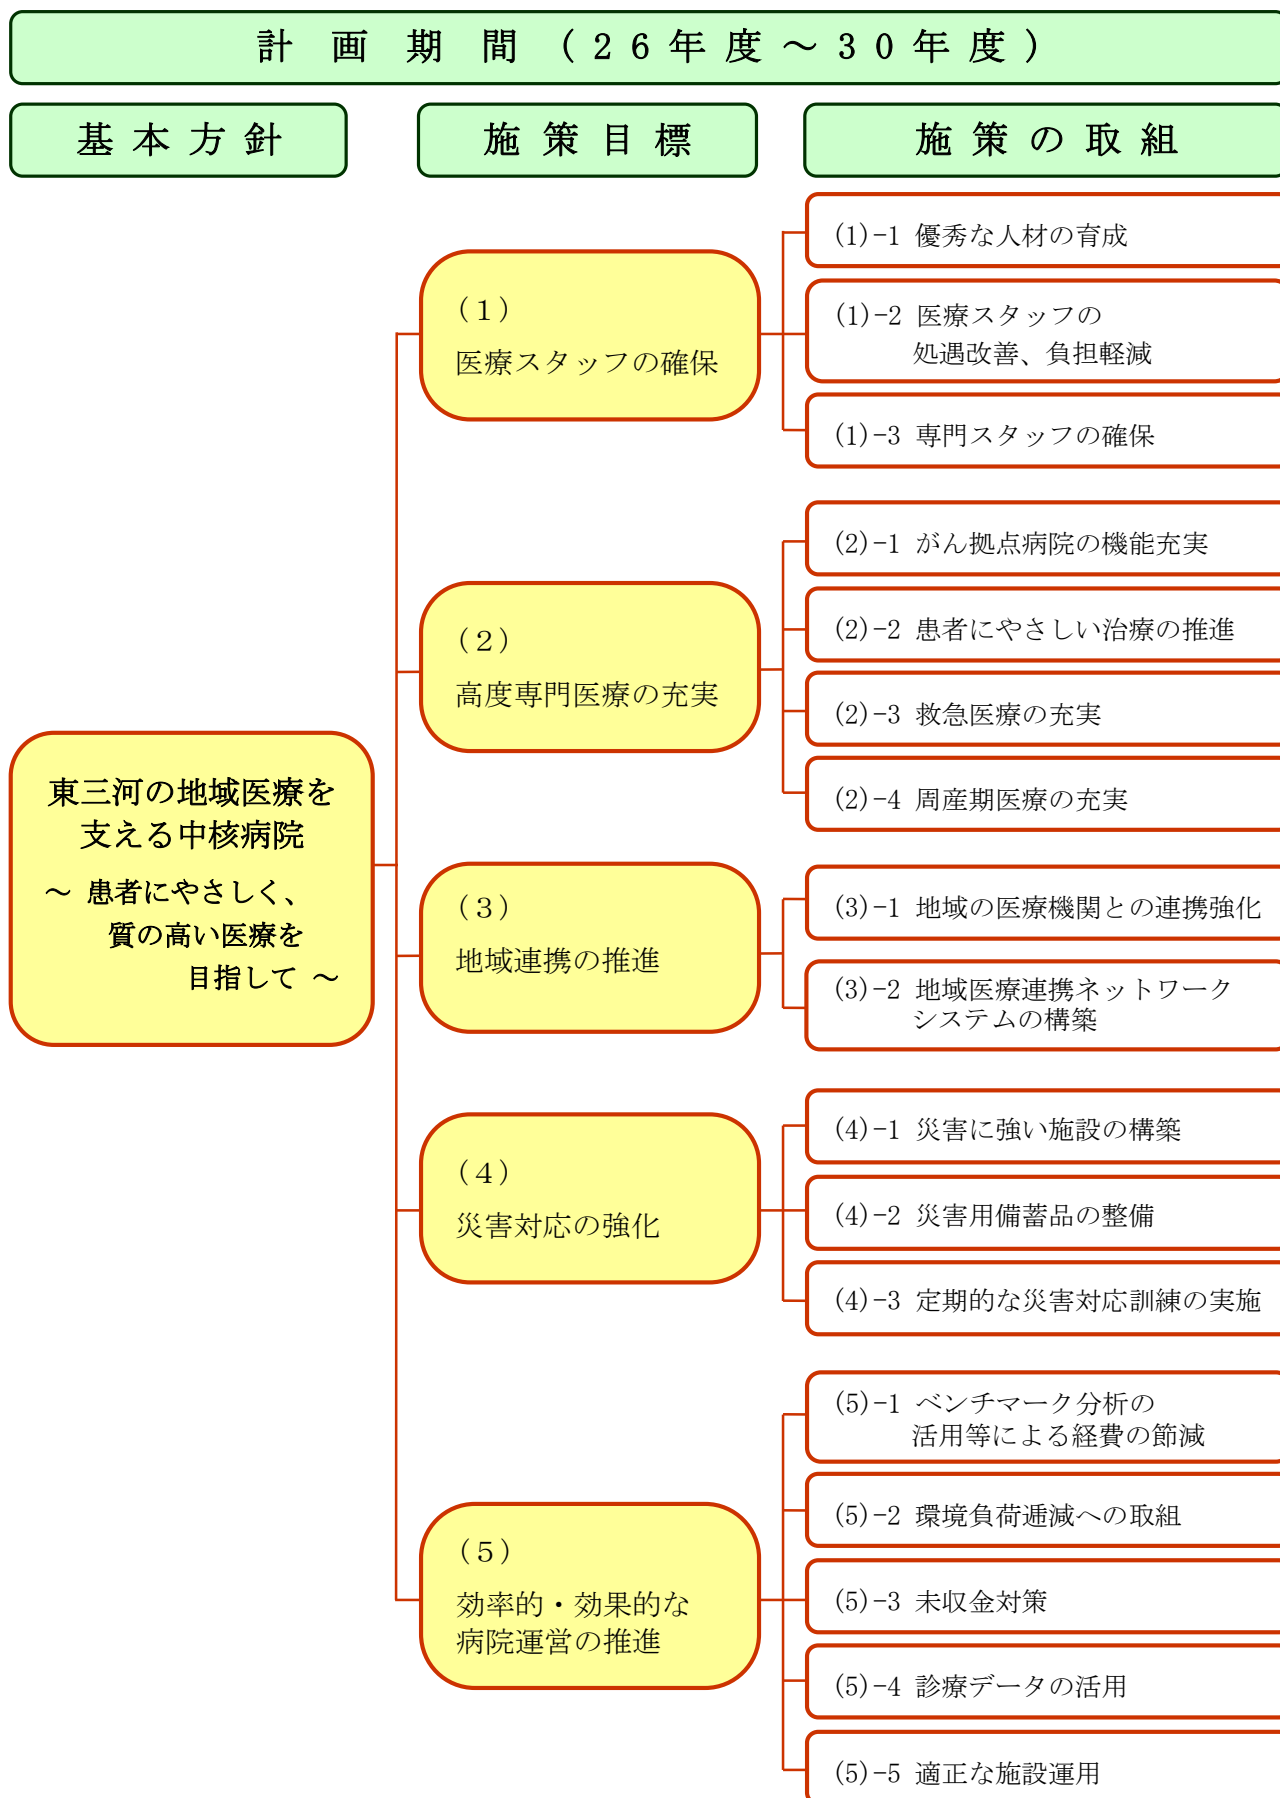 計画期間（26年度～30年度）
基本方針
施策目標
施策の取組
東三河の地域医療を
支える中核病院
～ 患者にやさしく、
質の高い医療を
目指して ～
（１）
医療スタッフの確保
(1)-1 優秀な人材の育成
(1)-2 医療スタッフの
処遇改善、負担軽減
(1)-3 専門スタッフの確保
（２）
高度専門医療の充実
(2)-1 がん拠点病院の機能充実
(2)-2 患者にやさしい治療の推進
(2)-3 救急医療の充実
(2)-4 周産期医療の充実
（３）
地域連携の推進
(3)-1 地域の医療機関との連携強化
(3)-2 地域医療連携ネットワーク
システムの構築
（４）
災害対応の強化
(4)-1 災害に強い施設の構築
(4)-2 災害用備蓄品の整備
(4)-3 定期的な災害対応訓練の実施
（５）
効率的・効果的な
病院運営の推進
(5)-1 ベンチマーク分析の
活用等による経費の節減
(5)-2 環境負荷逓減への取組
(5)-3 未収金対策
(5)-4 診療データの活用
(5)-5 適正な施設運用